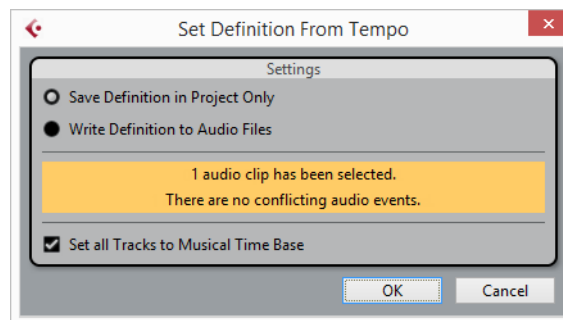 Set Definition From Tempo
Settings
Save Definition in Project Only
Write Definition to Audio Files
1 audio clip has been selected.
There are no conflicting audio events.
Set all Tracks to Musical Time Base
OK
Cancel